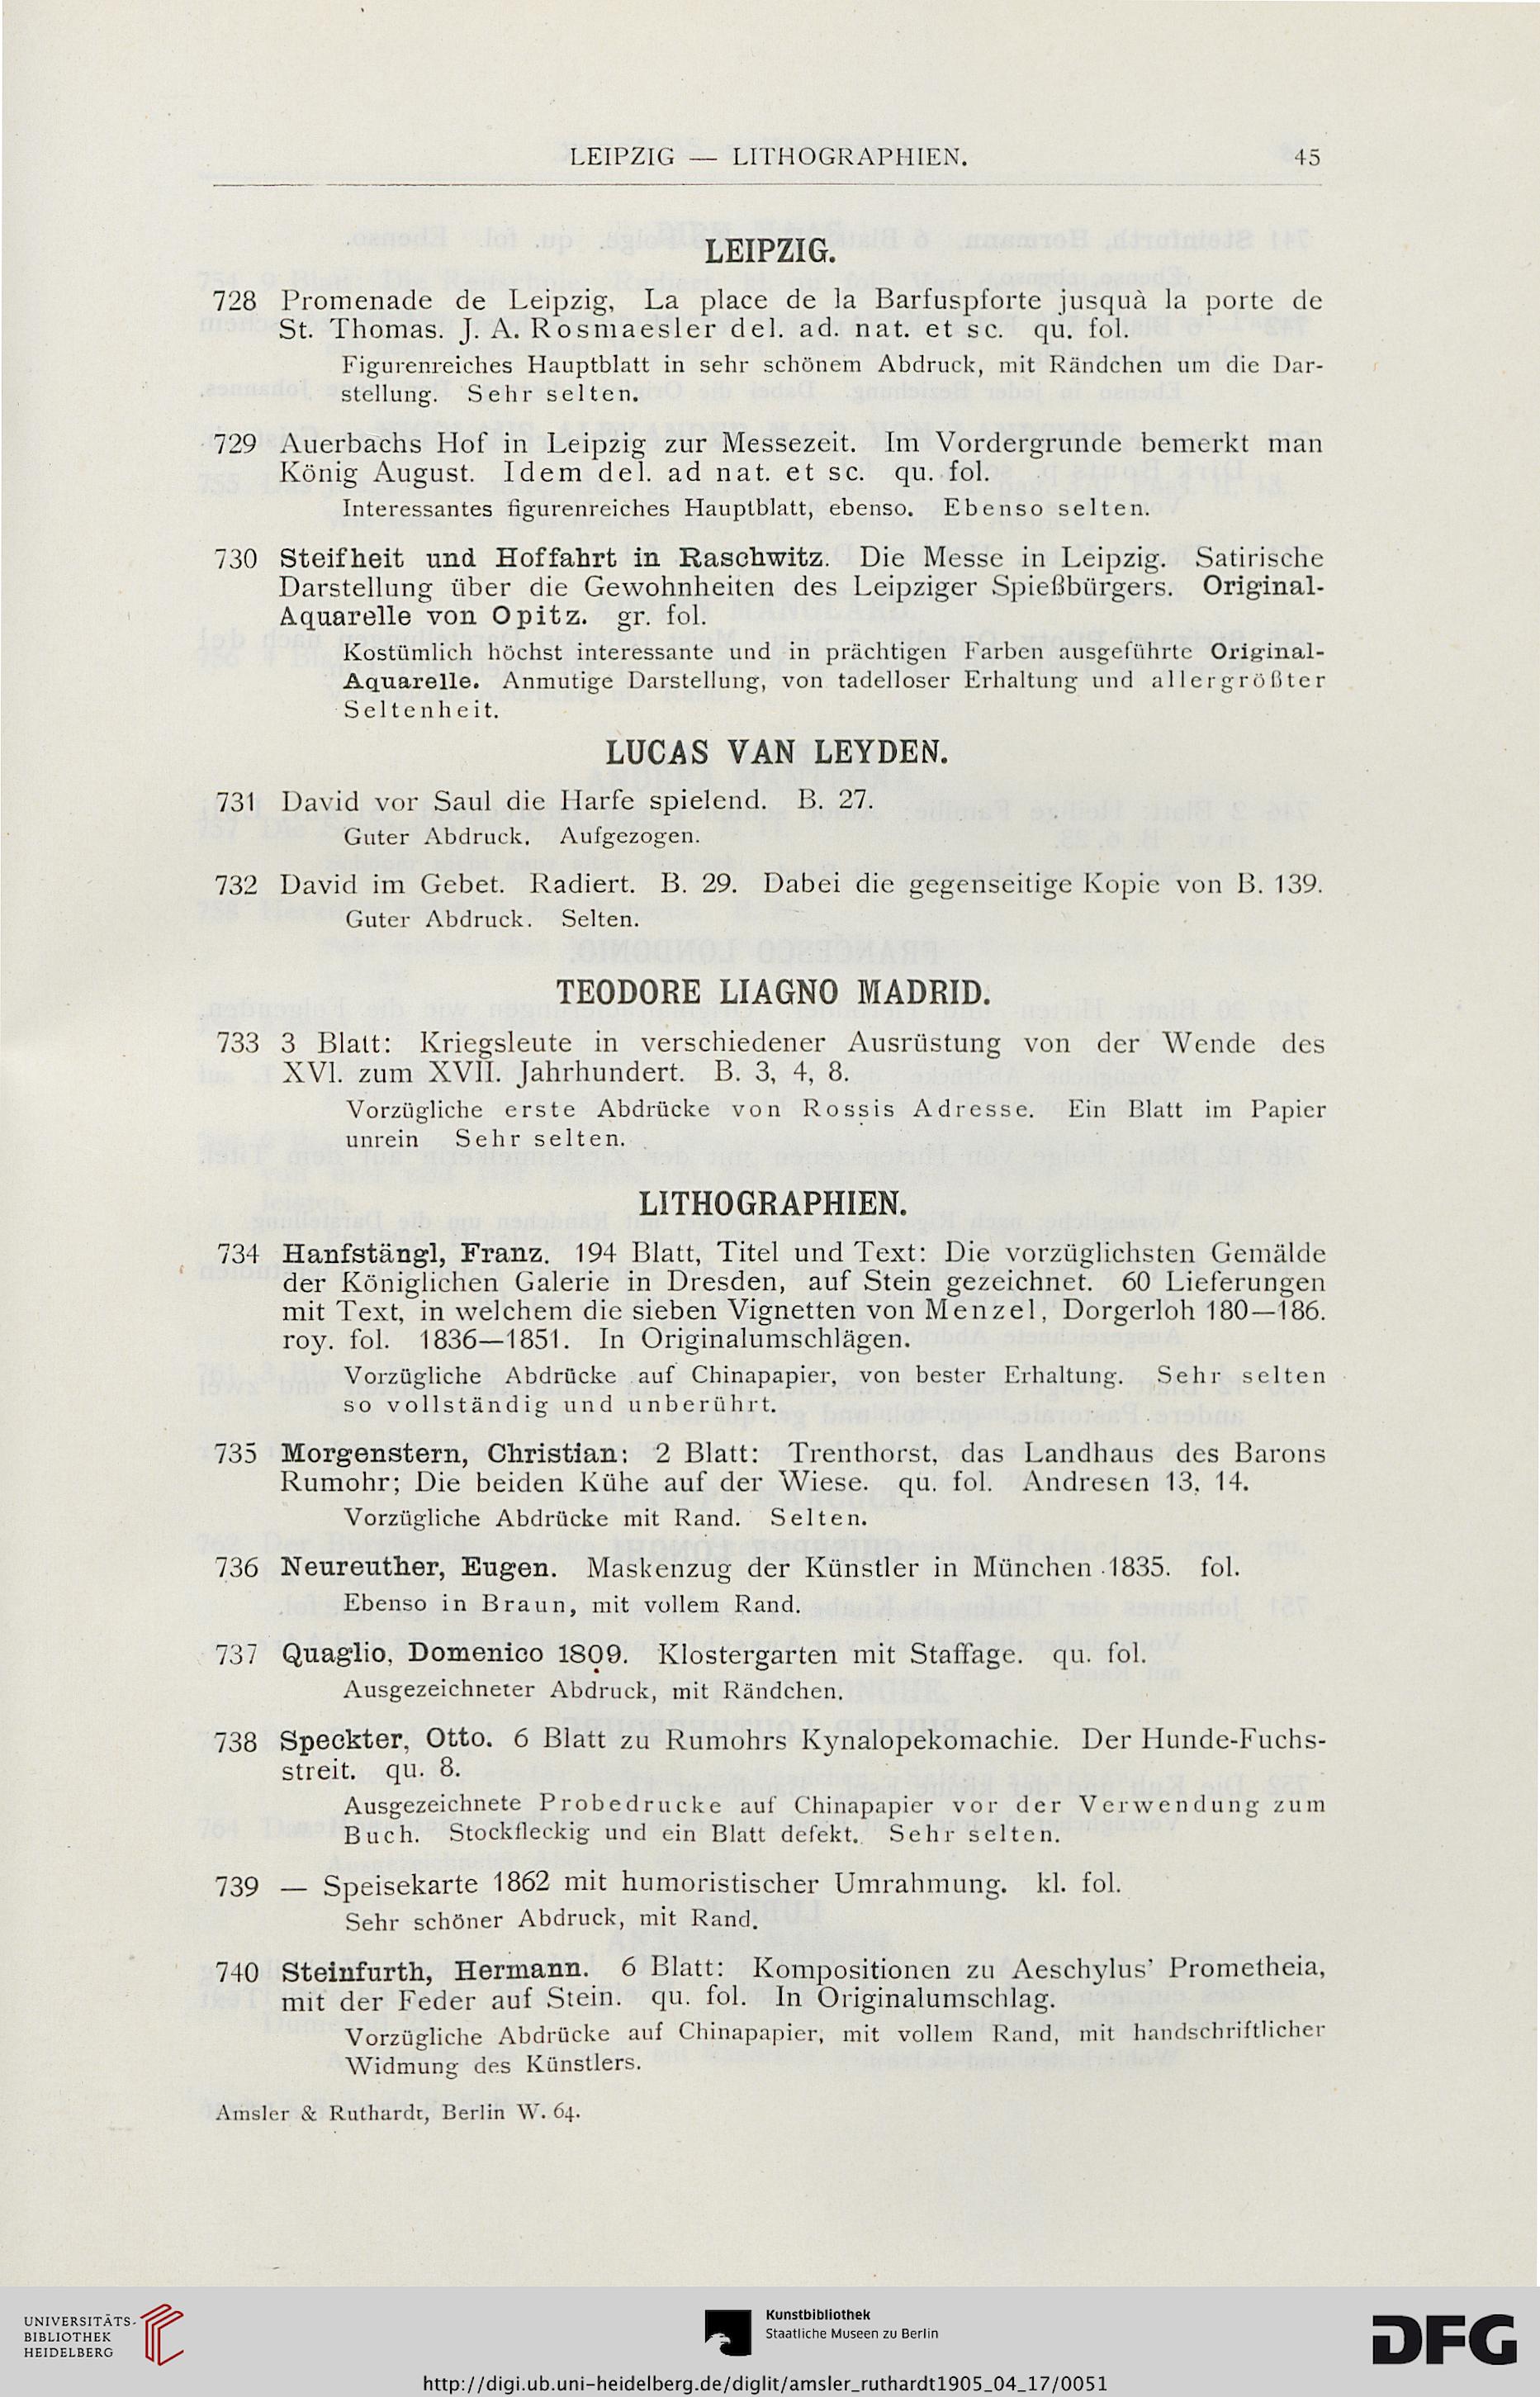 LEIPZIG — LITHOGRAPHIEN. 45
LEIPZIG.
728 Promenade de Leipzig, La place de la Barfuspforte jusquà la porte de
St. Thomas. J. A. Rosmaesler del. ad. nat. et sc. qu. fol.
Figurenreiches Hauptblatt in sehr schönem Abdruck, mit Rändchen um die Dar-
stellung. Sehr selten.
729 Auerbachs Hof in Leipzig zur Messezeit. Im Vordergrunde bemerkt man
König August. Idem del. ad nat. et sc. qu. fol.
Interessantes figurenreiches Hauptblatt, ebenso. Ebenso selten.
730 Steifheit und Hoffahrt in Raschwitz. Die Messe in Leipzig. Satirische
Darstellung über die Gewohnheiten des Leipziger Spießbürgers. Original-
Aquarelle von Opitz. gr. fol.
Kostümlich höchst interessante und in prächtigen Farben ausgeführte Original-
Aquarelle. Anmutige Darstellung, von tadelloser Erhaltung und allergrößter
Seltenheit.
LUCAS VAN LEYDEN.
731 David vor Saul die Harfe spielend. B. 27.
Guter Abdruck. Aufgezogen.
732 David im Gebet. Radiert. B. 29. Dabei die gegenseitige Kopie von B. 139.
Guter Abdruck. Selten.
TEODORE LIAGNO MADRID.
733 3 Blatt: Kriegsleute in verschiedener Ausrüstung von der Wende des
XVI. zum XVII. Jahrhundert. B. 3, 4, 8.
Vorzügliche erste Abdrücke von Rossis Adresse. Ein Blatt im Papier
unrein Sehr selten.
LITHOGRAPHIEN.
734 Hanfstängl, Franz. 194 Blatt, Titel und Text: Die vorzüglichsten Gemälde
der Königlichen Galerie in Dresden, auf Stein gezeichnet. 60 Lieferungen
mit Text, in welchem die sieben Vignetten von Menzel, Dorgerloh 180—186.
roy. fol. 1836—1851. In Originalumschlägen.
Vorzügliche Abdrücke auf Chinapapier, von bester Erhaltung. Sehr selten
so vollständig und unberührt.
735 Morgenstern, Christian: 2 Blatt: Trenthorst, das Landhaus des Barons
Rumohr; Die beiden Kühe auf der Wiese. qu. fol. Andresen 13, 14.
Vorzügliche Abdrücke mit Rand. Selten.
736 Neureuther, Eugen. Maskenzug der Künstler in München 1835. fol.
Ebenso in Braun, mit vollem Rand.
737 Quaglio, Domenico 1809. Klostergarten mit Staffage. qu. fol.
Ausgezeichneter Abdruck, mit Rändchen.
738 Speckter, Otto. 6 Blatt zu Rumohrs Kynalopekomachie. Der Hunde-Fuchs-
streit. qu. 8.
Ausgezeichnete Probedrucke auf Chinapapier vor der Verwendung zum
Buch. Stockfleckig und ein Blatt defekt. Sehr selten.
739 — Speisekarte 1862 mit humoristischer Umrahmung. kl. fol.
Sehr schöner Abdruck, mit Rand.
740 Steinfurth, Hermann. 6 Blatt: Kompositionen zu Aeschylus' Prometheia,
mit der Feder auf Stein. qu. fol. In Originalumschlag.
Vorzügliche Abdrücke auf Chinapapier, mit vollem Rand, mit handschriftlicher
Widmung des Künstlers.
Amsler & Ruthardt, Berlin W. 64.
UNIVERSITÄTS-
BIBLIOTHEK
HEIDELBERG
Kunstbibliothek
Staatliche Museen zu Berlin
DFG
http://digi.ub.uni-heidelberg.de/diglit/amsler_ruthardt1905_04_17/0051